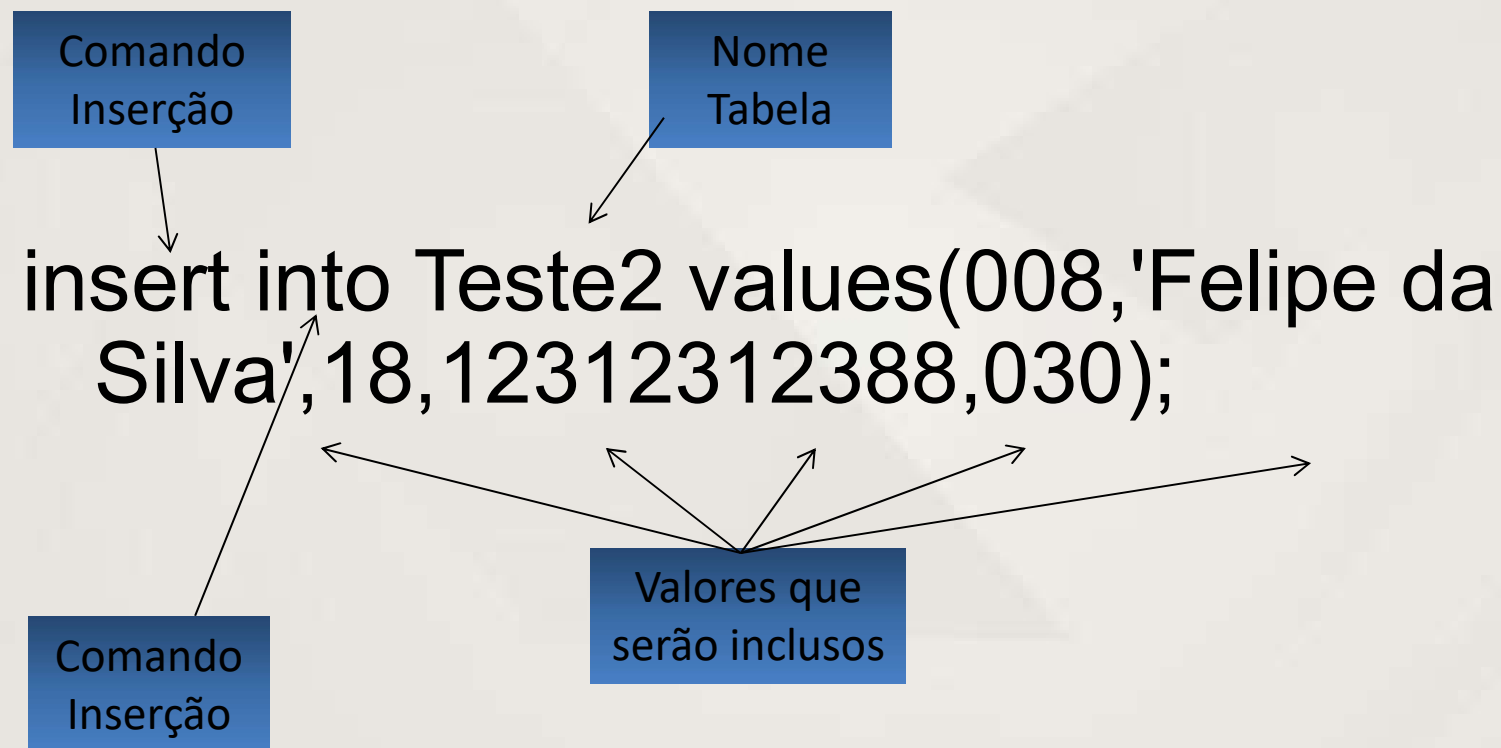 Comando
Inserção
Nome
Tabela
insert into Teste2 values(008,'Felipe da
Silva',18,12312312388,030);
Valores que
serão inclusos
Comando
Inserção